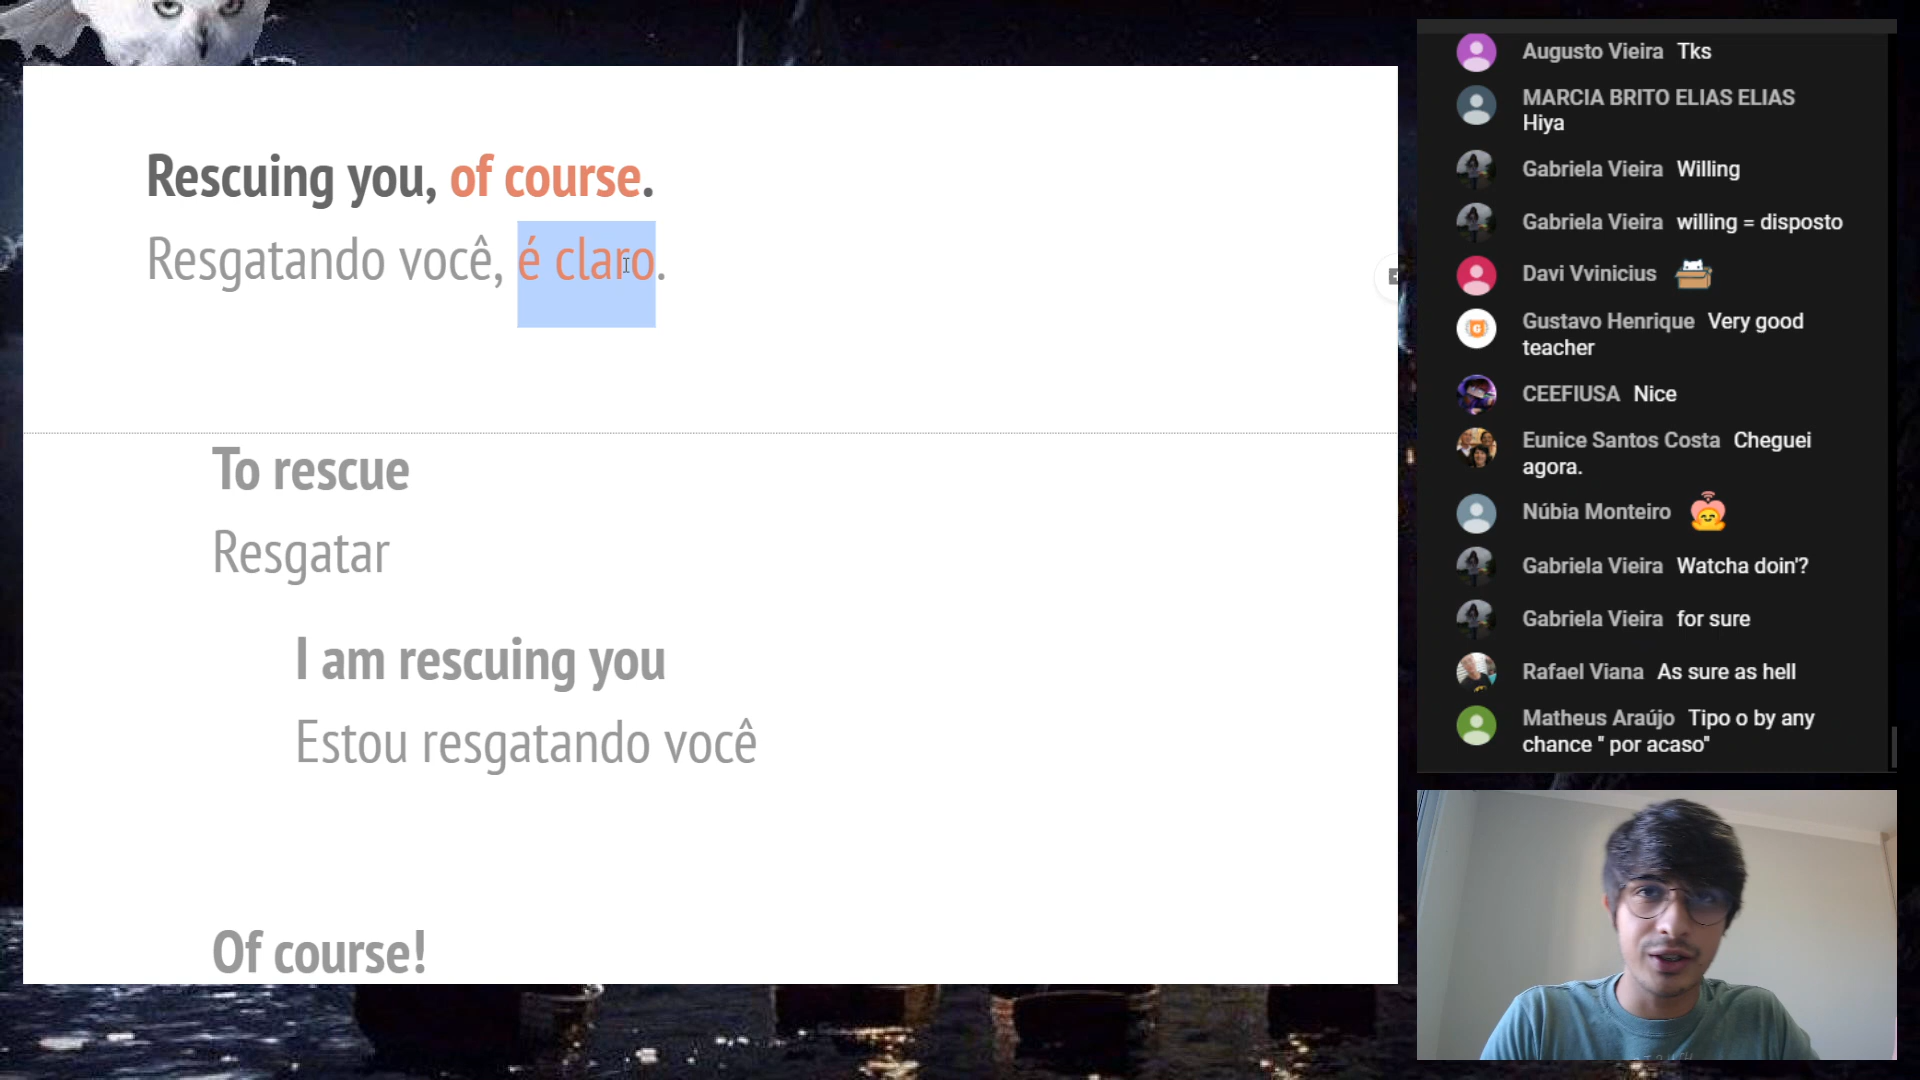 Rescuing you, of course.
Resgatando você, é claro.
To rescue
Resgatar
I am rescuing you
Estou resgatando você
Of course!
Augusto Vieira Tks
MARCIA BRITO ELIAS ELIAS
Hiya
Gabriela Vieira Willing
Gabriela Vieira willing = disposto
Davi Vvinicius
Gustavo Henrique Very good
teacher
CEEFIUSA Nice
Eunice Santos Costa Cheguei
agora.
Núbia Monteiro
Gabriela Vieira Watcha doin'?
Gabriela Vieira for sure
Rafael Viana As sure as hell
Matheus Araújo Tipo o by any
chance " por acaso"